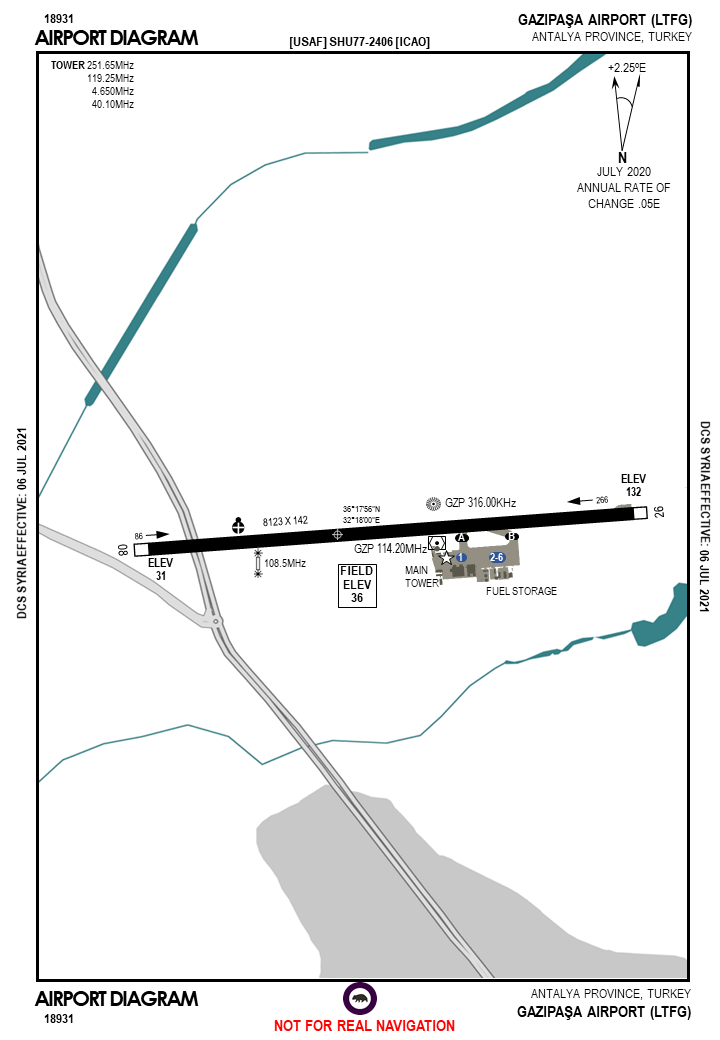 18931
AIRPORT DIAGRAM
[USAF] SHU77-2406 [ICAO]
GAZIPAŞA AIRPORT (LTFG)
ANTALYA PROVINCE, TURKEY
TOWER 251.65MHz
119.25MHz
4.650MHz
40.10MHz
+2.25ºE
N
JULY 2020
ANNUAL RATE OF
CHANGE .05E
DCS SYRIA EFFECTIVE: 06 JUL 2021
DCS SYRIA EFFECTIVE: 06 JUL 2021
ELEV
132
26
266
GZP 316.00KHz
36°17'56"N
32°18'00"E
8123 X 142
86
08
ELEV
31
A
B
GZP 114.20MHz
1
2-6
108.5MHz
FIELD
ELEV
36
MAIN
TOWER
FUEL STORAGE
AIRPORT DIAGRAM
18931
NOT FOR REAL NAVIGATION
ANTALYA PROVINCE, TURKEY
GAZIPAŞA AIRPORT (LTFG)